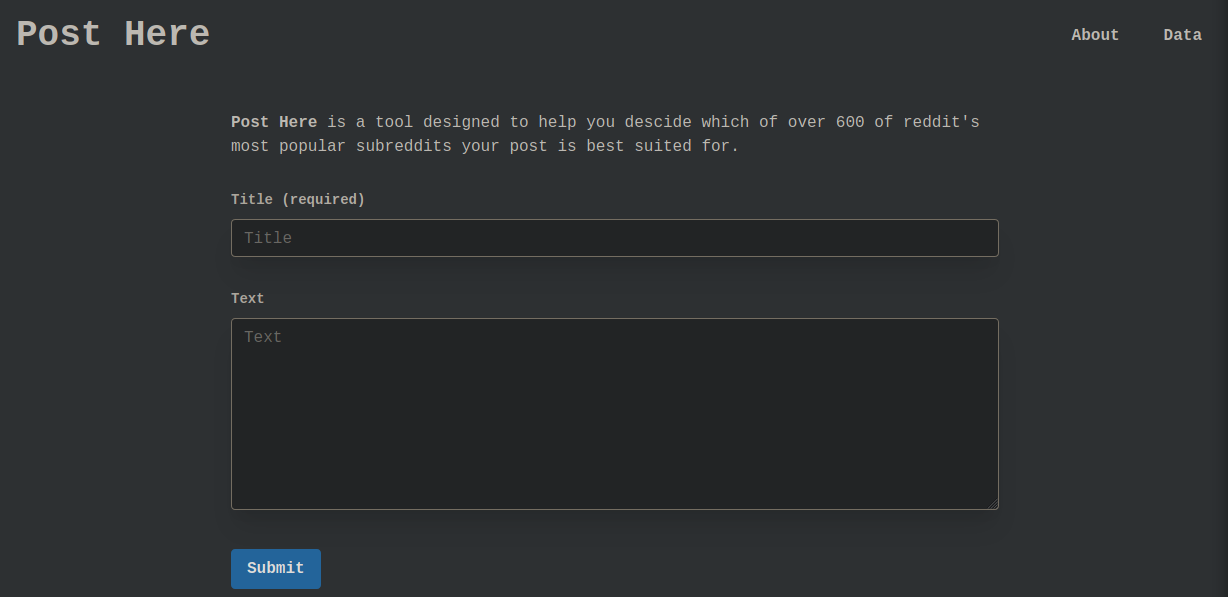 Post Here
About
Data
Post Here is a tool designed to help you descide which of over 600 of reddit's
most popular subreddits your post is best suited for.
Title (required)
Title
Text
Text
Submit